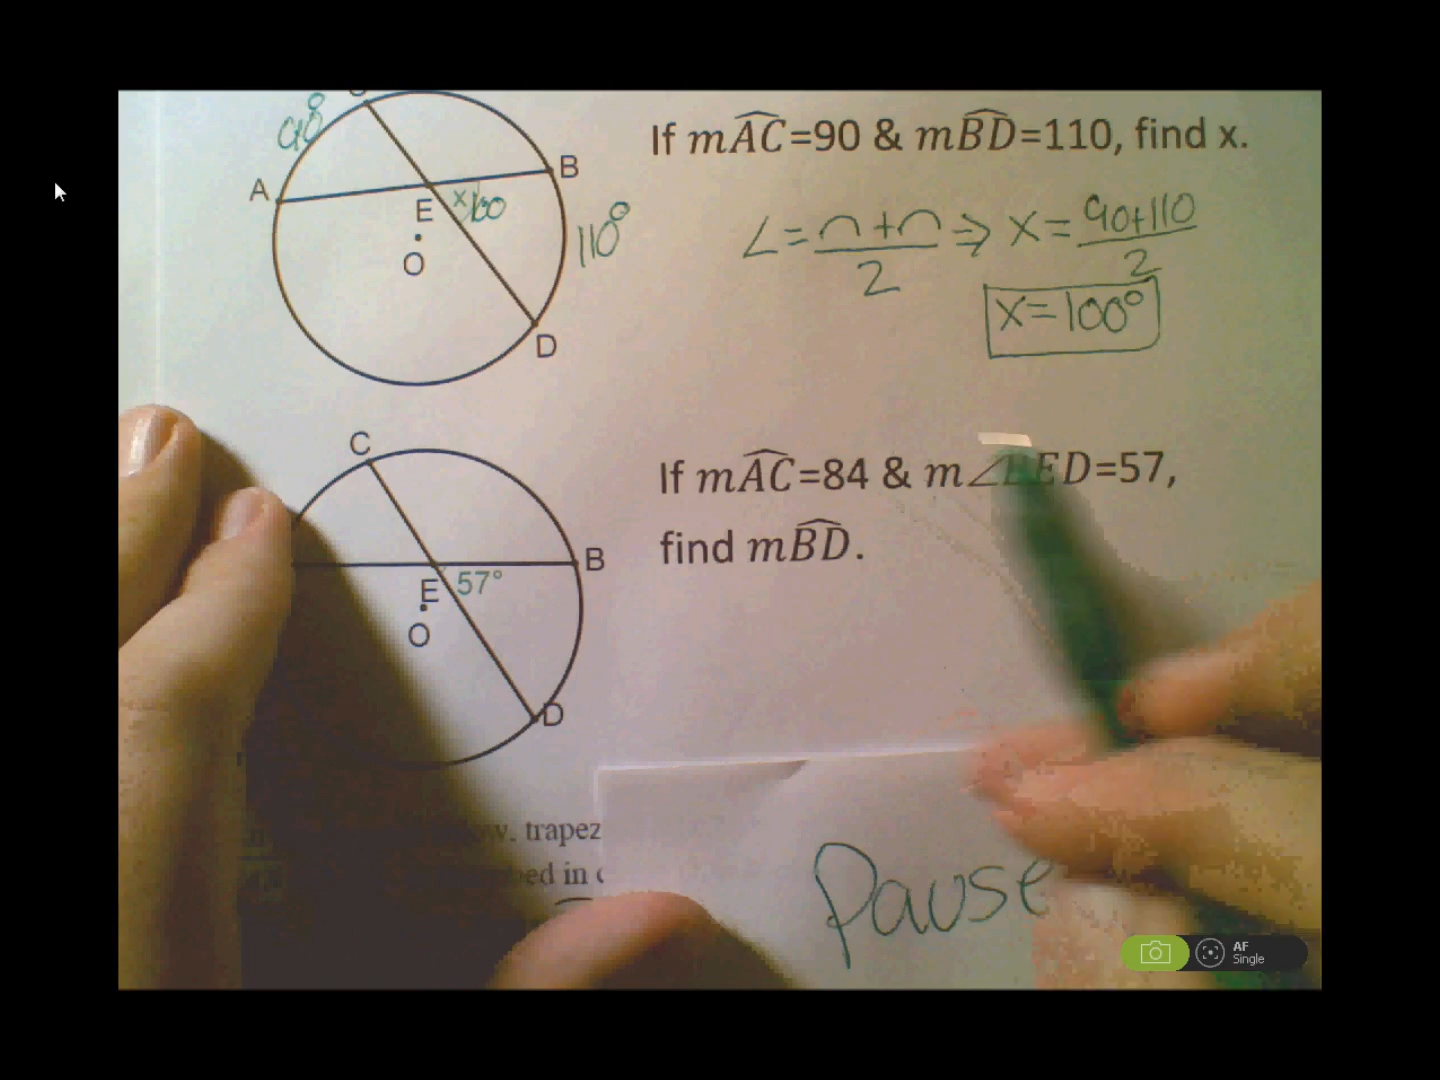 90°
A
B
E
x 100
O
110°
D
If mAC=90 & mBD=110, find x.
∠=⌒+⌒/2 ⇒ x=90+110/2
x=100°
C
B
E
57°
O
D
If mAC=84 & m∠BED=57,
find mBD.
trapez
in
Pause
AF
Single